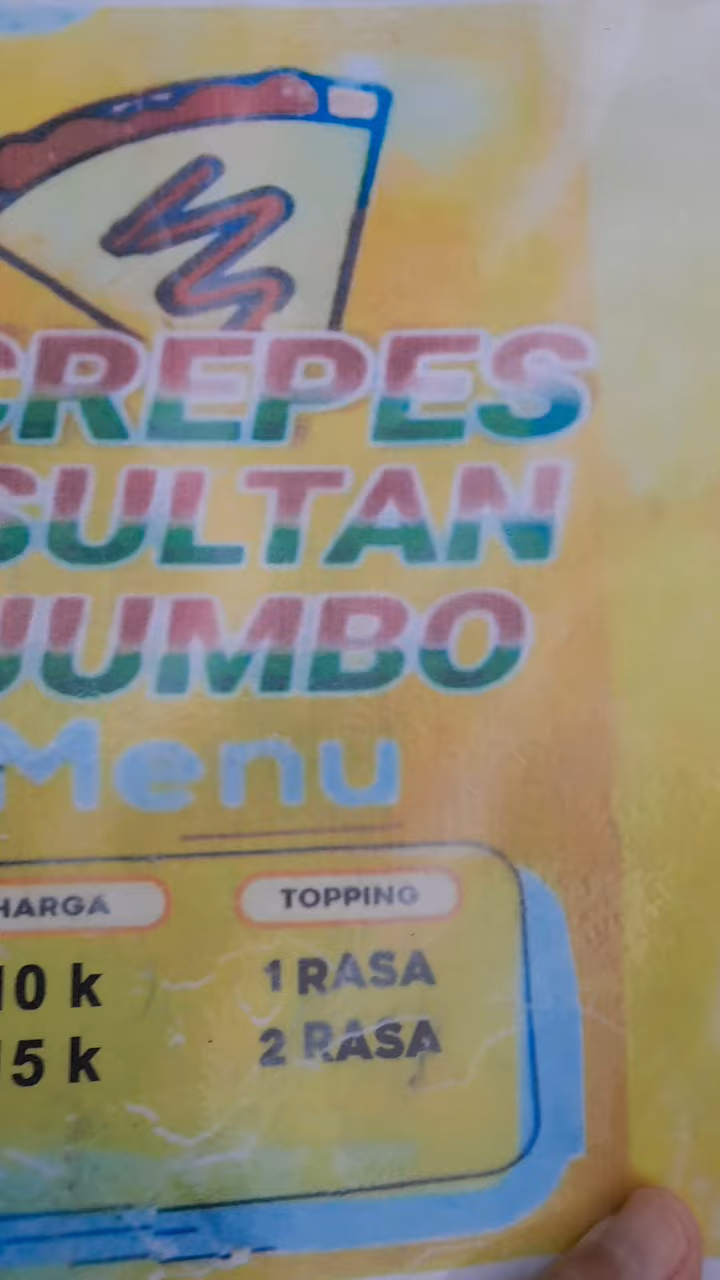 CREPES
SULTAN
JUMBO
Menu
HARGA TOPPING
10 k 1 RASA
15 k 2 RASA